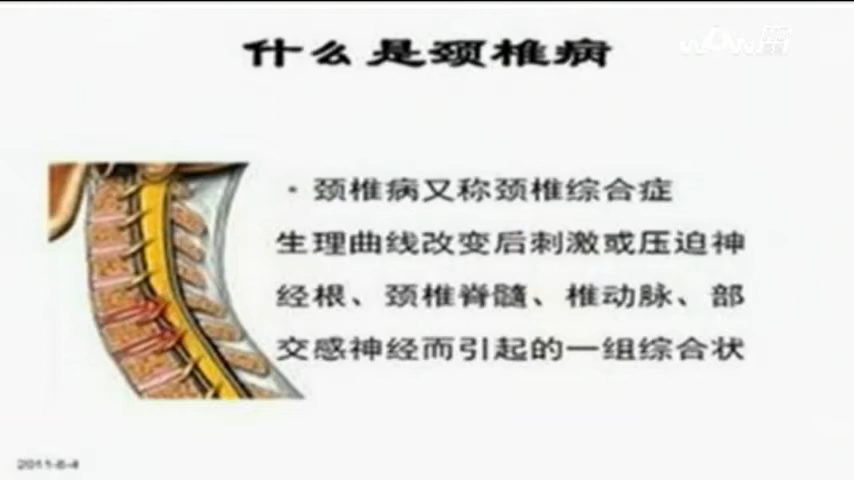 什么是颈椎病
· 颈椎病又称颈椎综合症
生理曲线改变后刺激或压迫神
经根、颈椎脊髓、椎动脉、部
交感神经而引起的一组综合状
2011-6-4